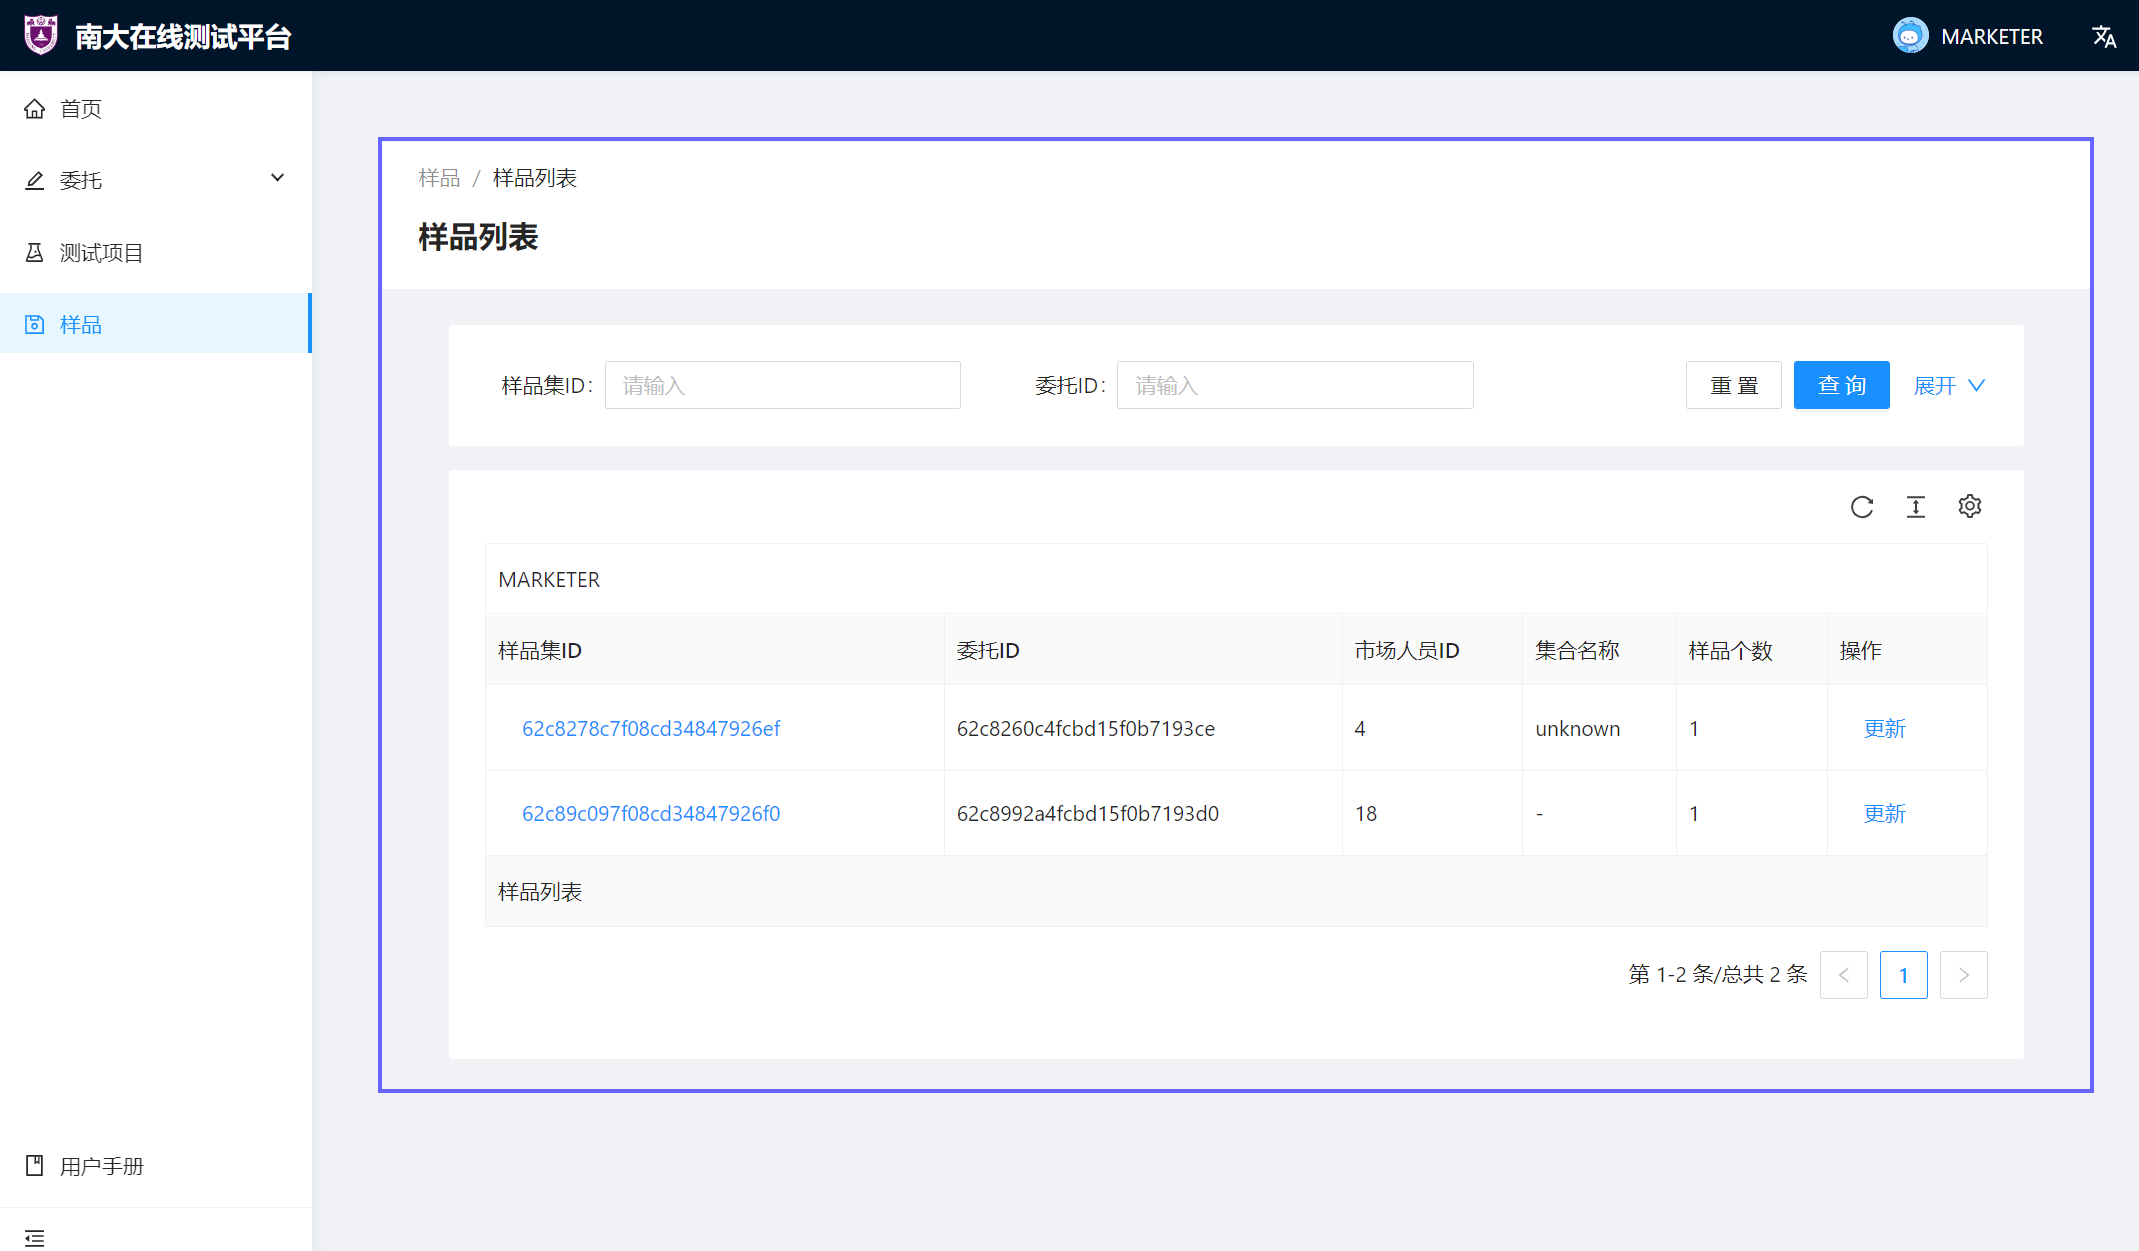 南大在线测试平台
MARKETER
首页
委托
测试项目
样品
用户手册
样品 / 样品列表
样品列表
样品集ID: 请输入 委托ID: 请输入 重 置 查 询 展开
MARKETER
样品集ID 委托ID 市场人员ID 集合名称 样品个数 操作
62c8278c7f08cd34847926ef 62c8260c4fcbd15f0b7193ce 4 unknown 1 更新
62c89c097f08cd34847926f0 62c8992a4fcbd15f0b7193d0 18 - 1 更新
样品列表
第 1-2 条/总共 2 条 < 1 >